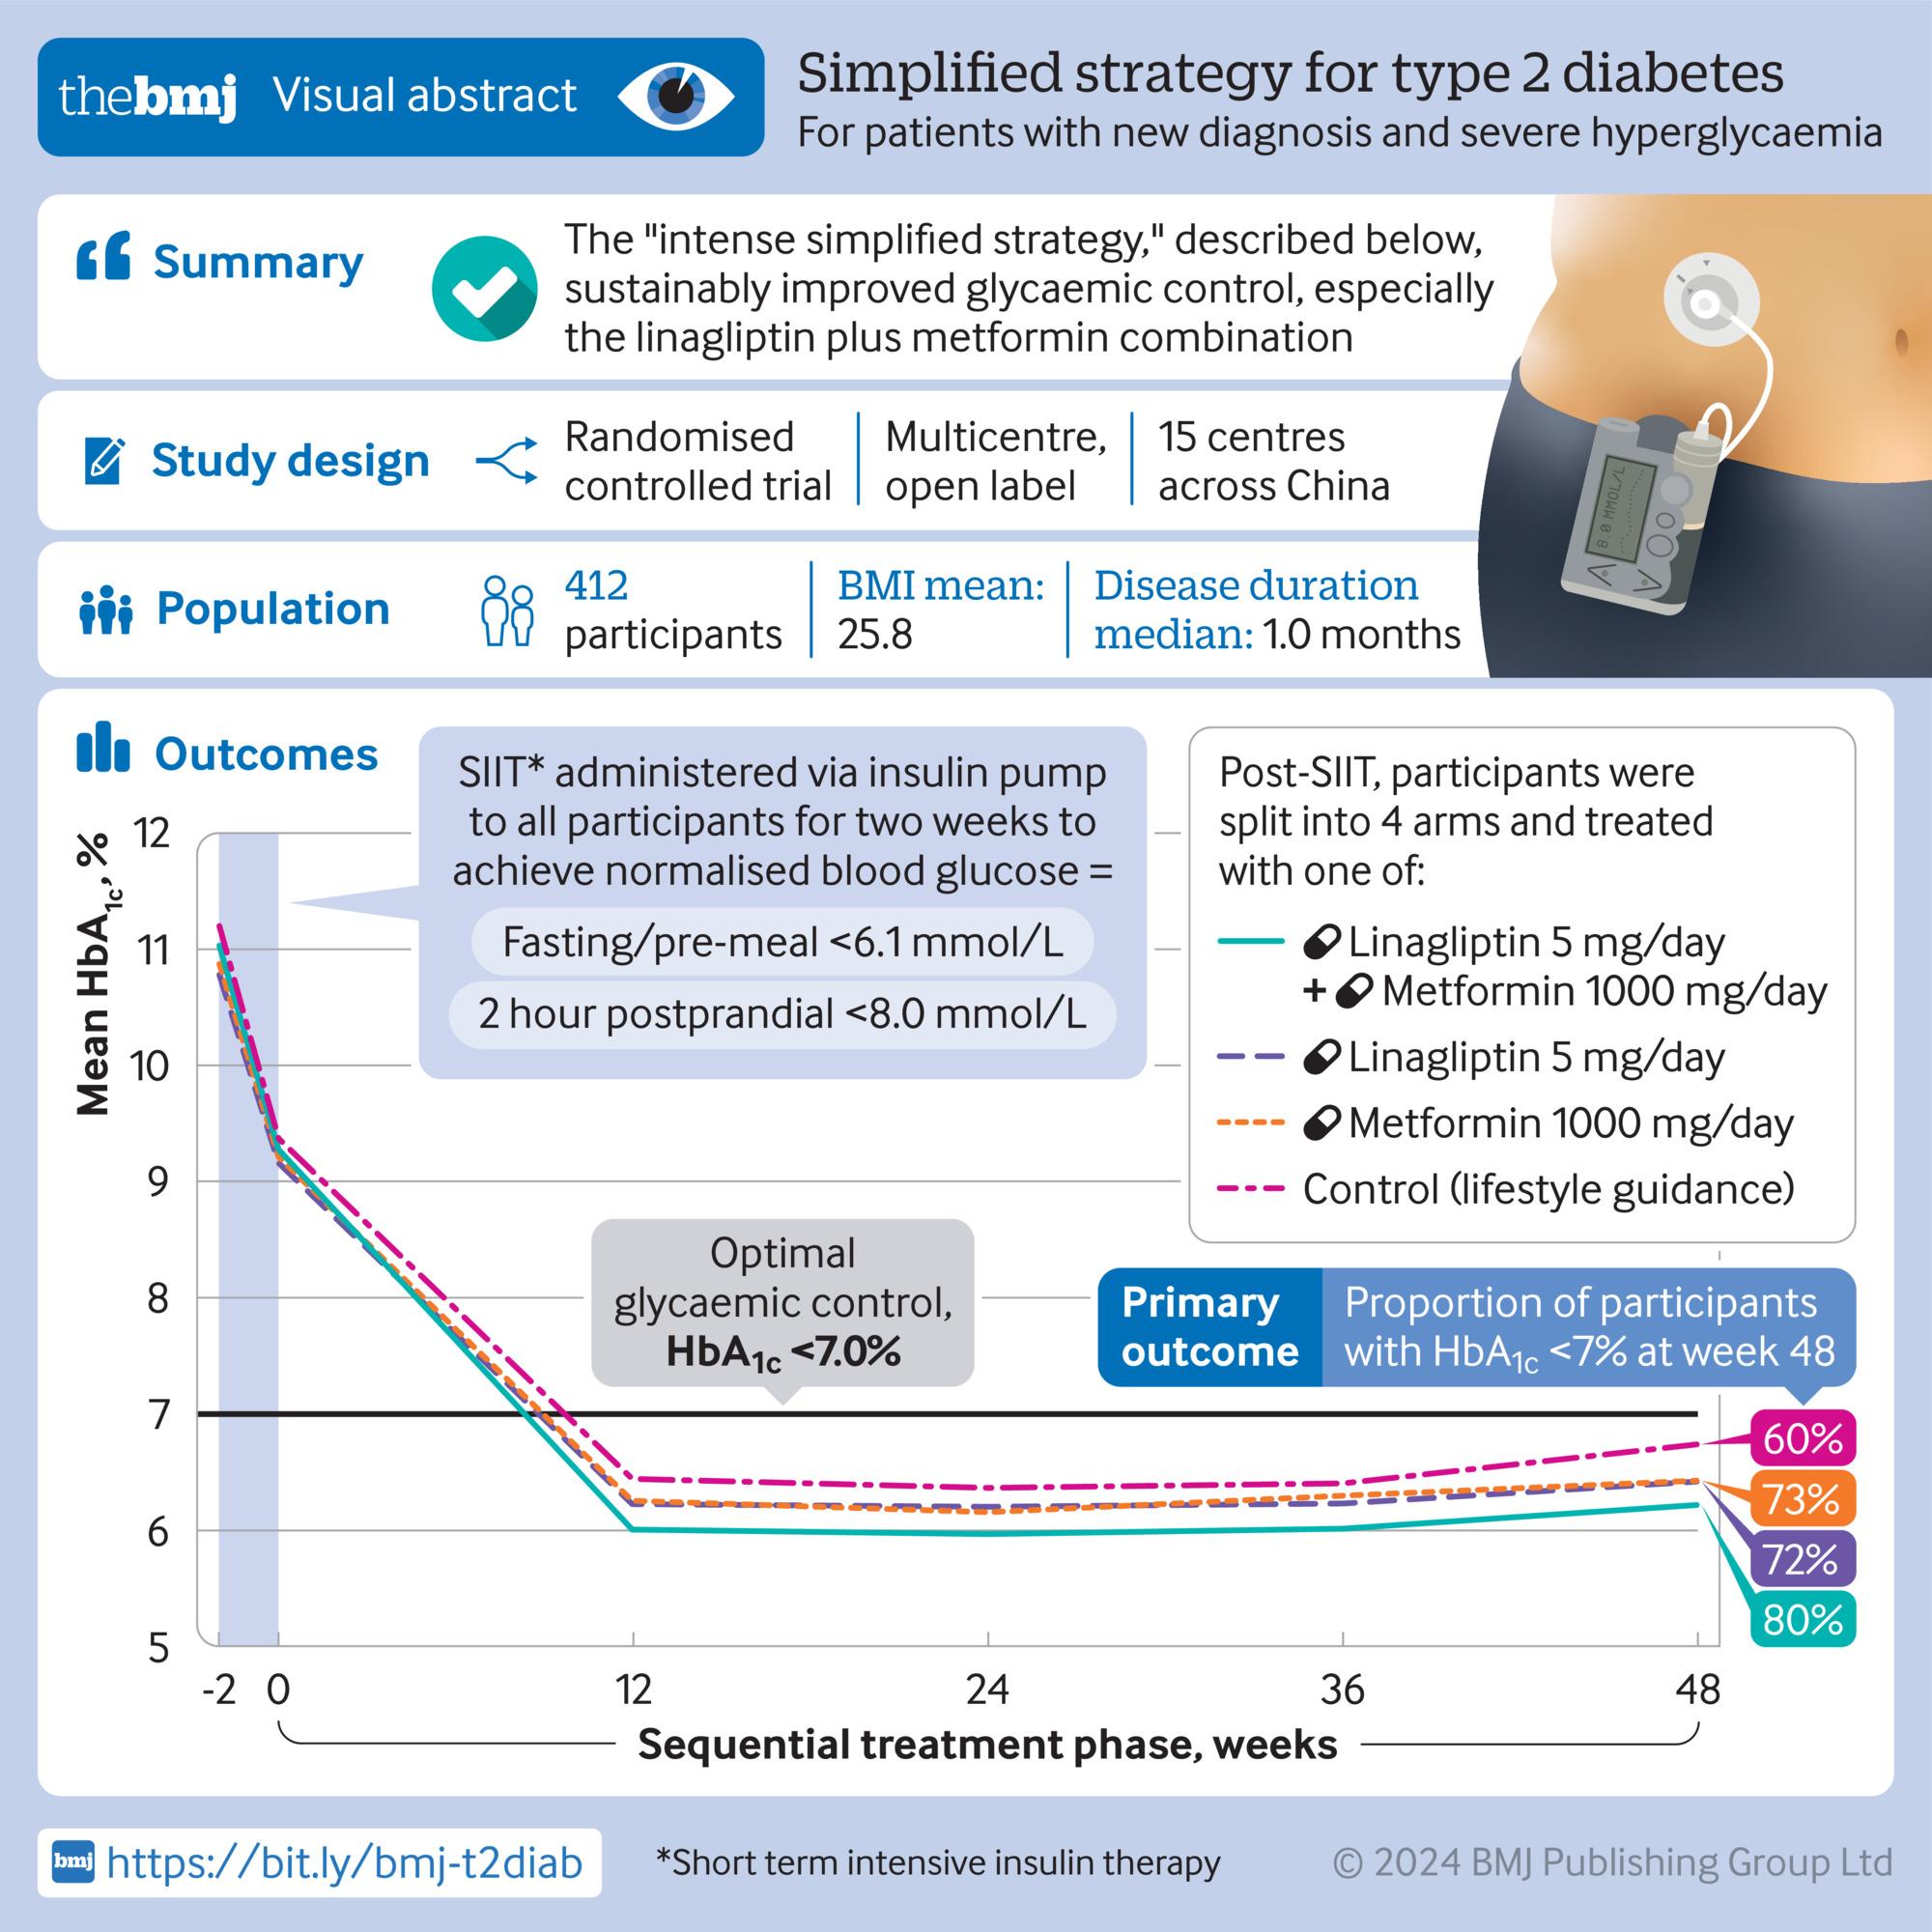 thebmj Visual abstract
Simplified strategy for type 2 diabetes
For patients with new diagnosis and severe hyperglycaemia
Summary
The "intense simplified strategy," described below,
sustainably improved glycaemic control, especially
the linagliptin plus metformin combination
Study design
Randomised
controlled trial
Multicentre,
open label
15 centres
across China
Population
412
participants
BMI mean:
25.8
Disease duration
median: 1.0 months
8.0 MMOL/L
Outcomes
SIIT* administered via insulin pump
to all participants for two weeks to
achieve normalised blood glucose =
Fasting/pre-meal <6.1 mmol/L
2 hour postprandial <8.0 mmol/L
Post-SIIT, participants were
split into 4 arms and treated
with one of:
Linagliptin 5 mg/day
+ Metformin 1000 mg/day
Linagliptin 5 mg/day
Metformin 1000 mg/day
Control (lifestyle guidance)
Mean HbA1c, %
12
11
10
9
8
7
6
5
Optimal
glycaemic control,
HbA1c <7.0%
Primary
outcome
Proportion of participants
with HbA1c <7% at week 48
60%
73%
72%
80%
-2 0 12 24 36 48
Sequential treatment phase, weeks
bmj https://bit.ly/bmj-t2diab
*Short term intensive insulin therapy
© 2024 BMJ Publishing Group Ltd